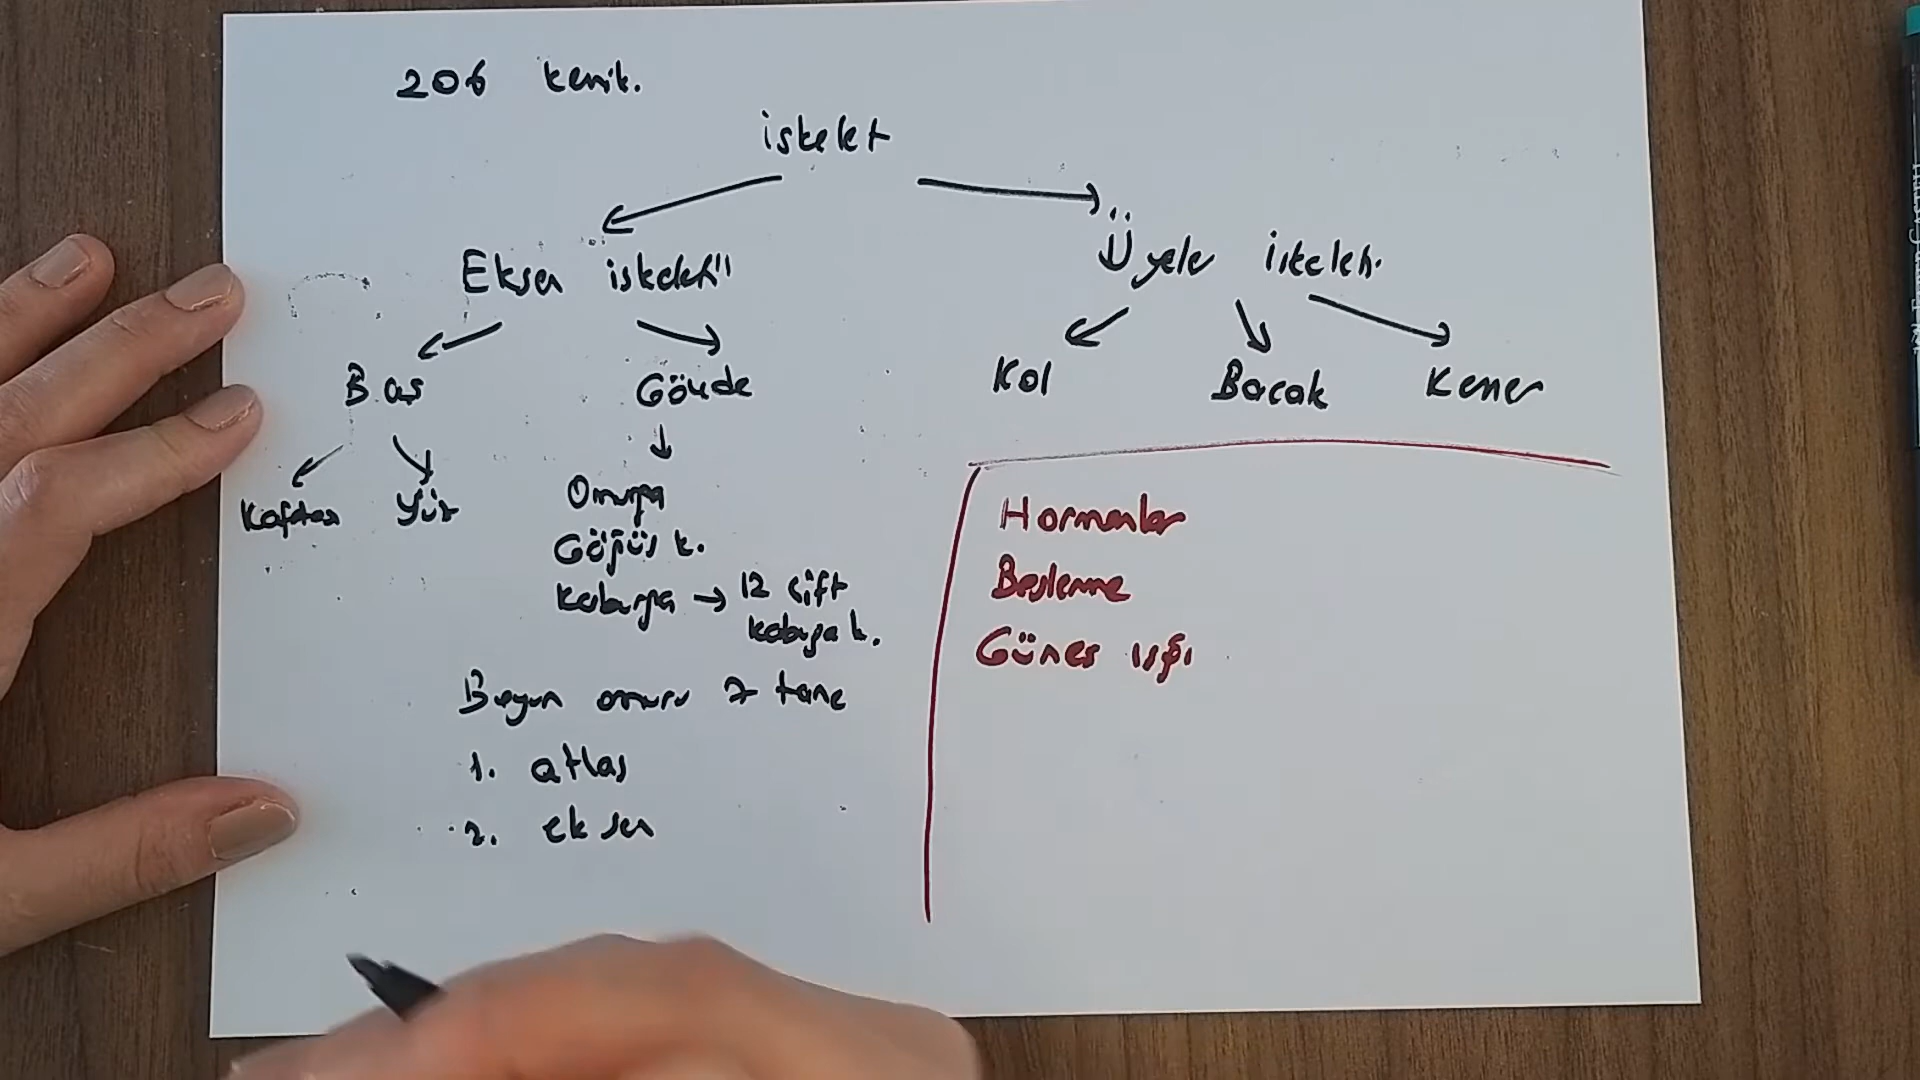 206 kemik.
iskelet
Eksen iskeleti
Üyeler iskeleti.
Baş
Gövde
Kol
Bacak
Kemer
Kafatası
Yüz
Omurga
Göğüs k.
Kaburga → 12 çift
kaburga k.
Boyun omuru 7 tane
1. atlas
2. eksen
Hormonlar
Beslenme
Güneş ışığı